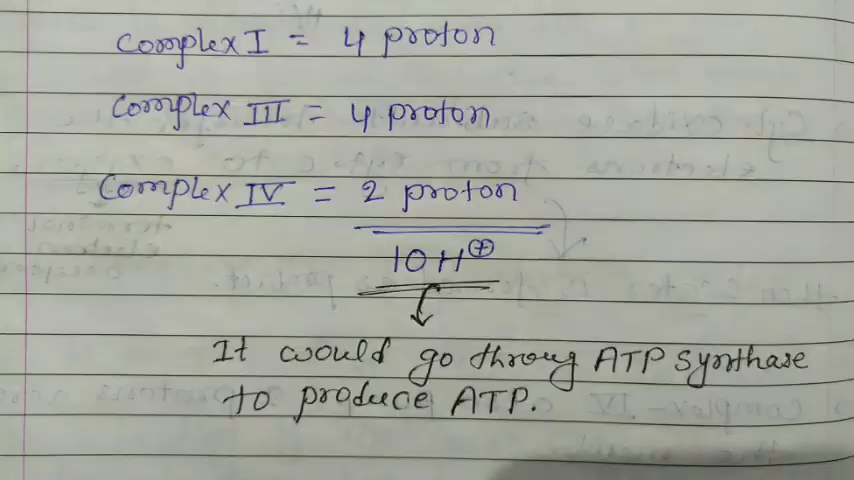 Complex I = 4 proton
Complex III = 4 proton
Complex IV = 2 proton
10H⊕
It would go throug ATP synthase
to produce ATP.